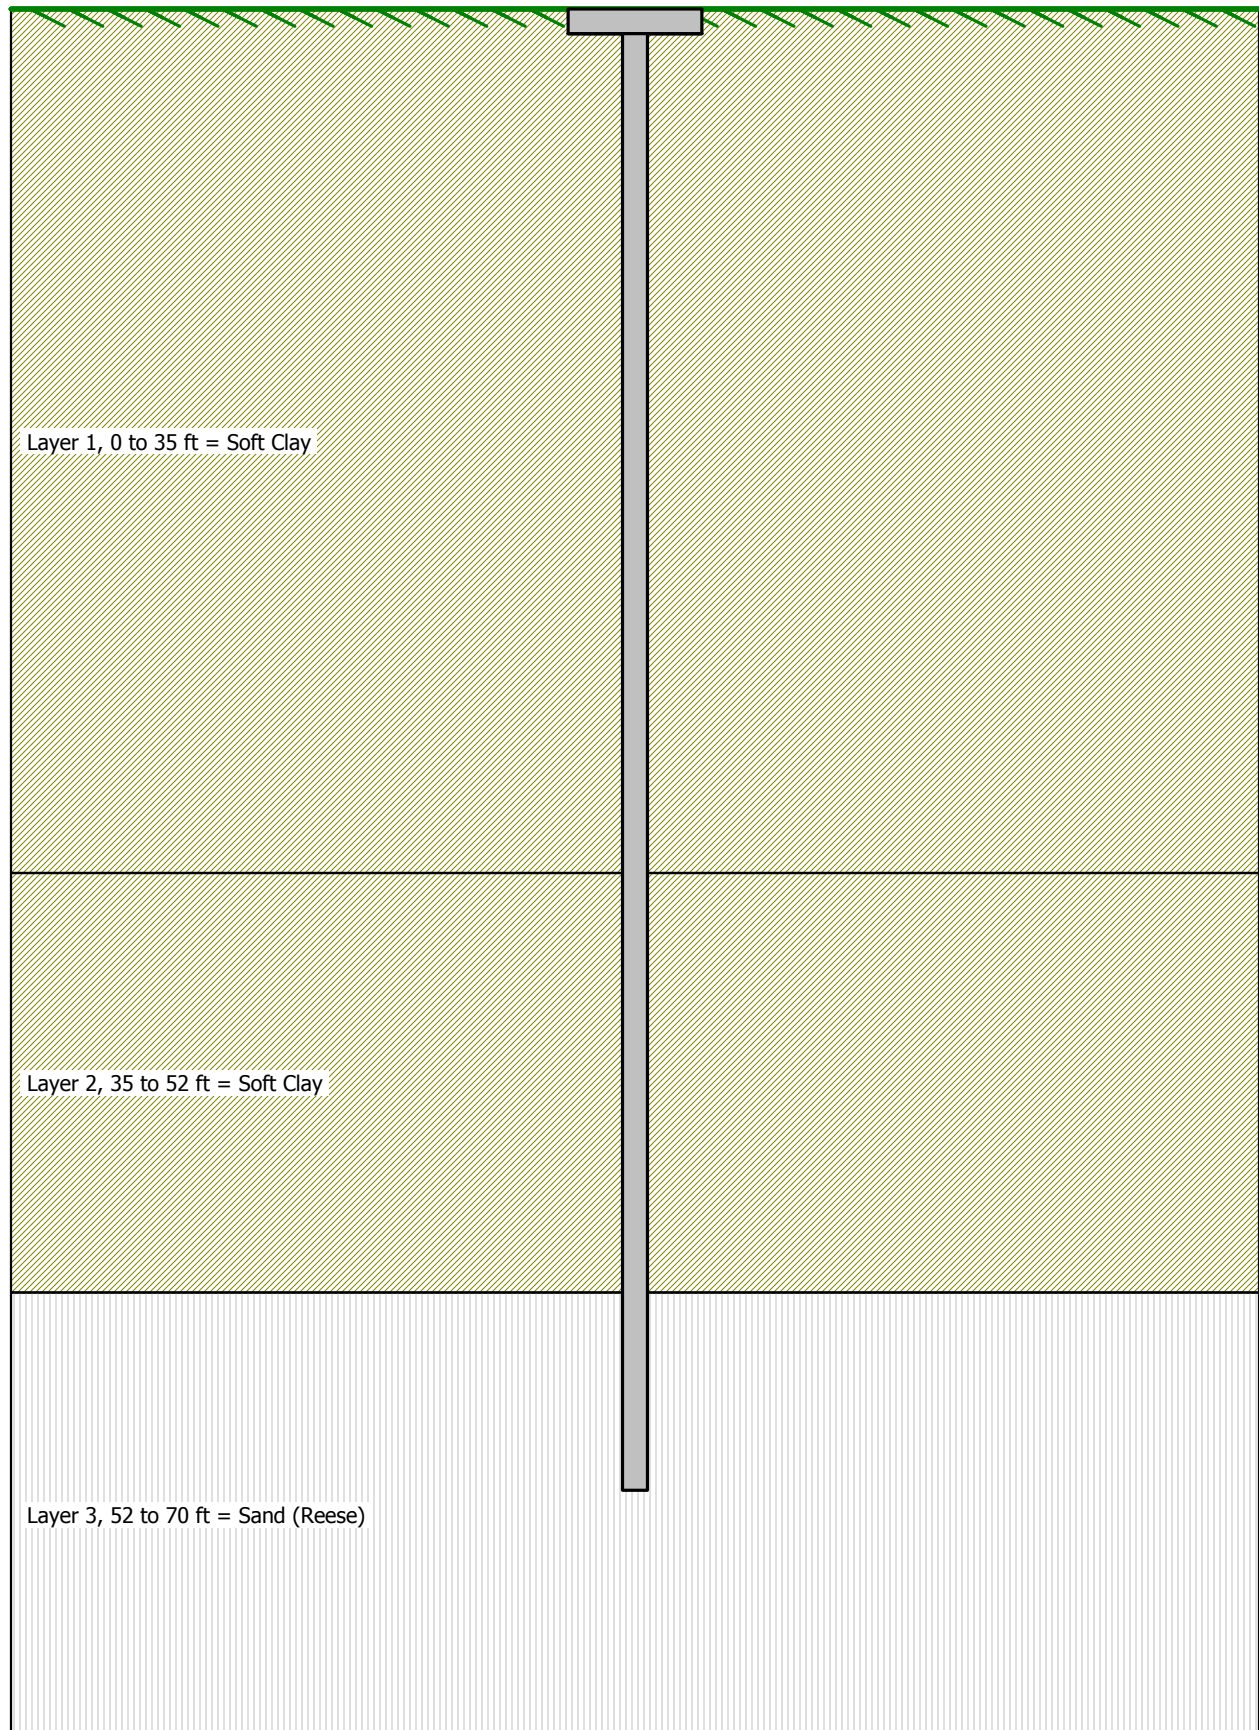 Layer 1, 0 to 35 ft = Soft Clay
Layer 2, 35 to 52 ft = Soft Clay
Layer 3, 52 to 70 ft = Sand (Reese)